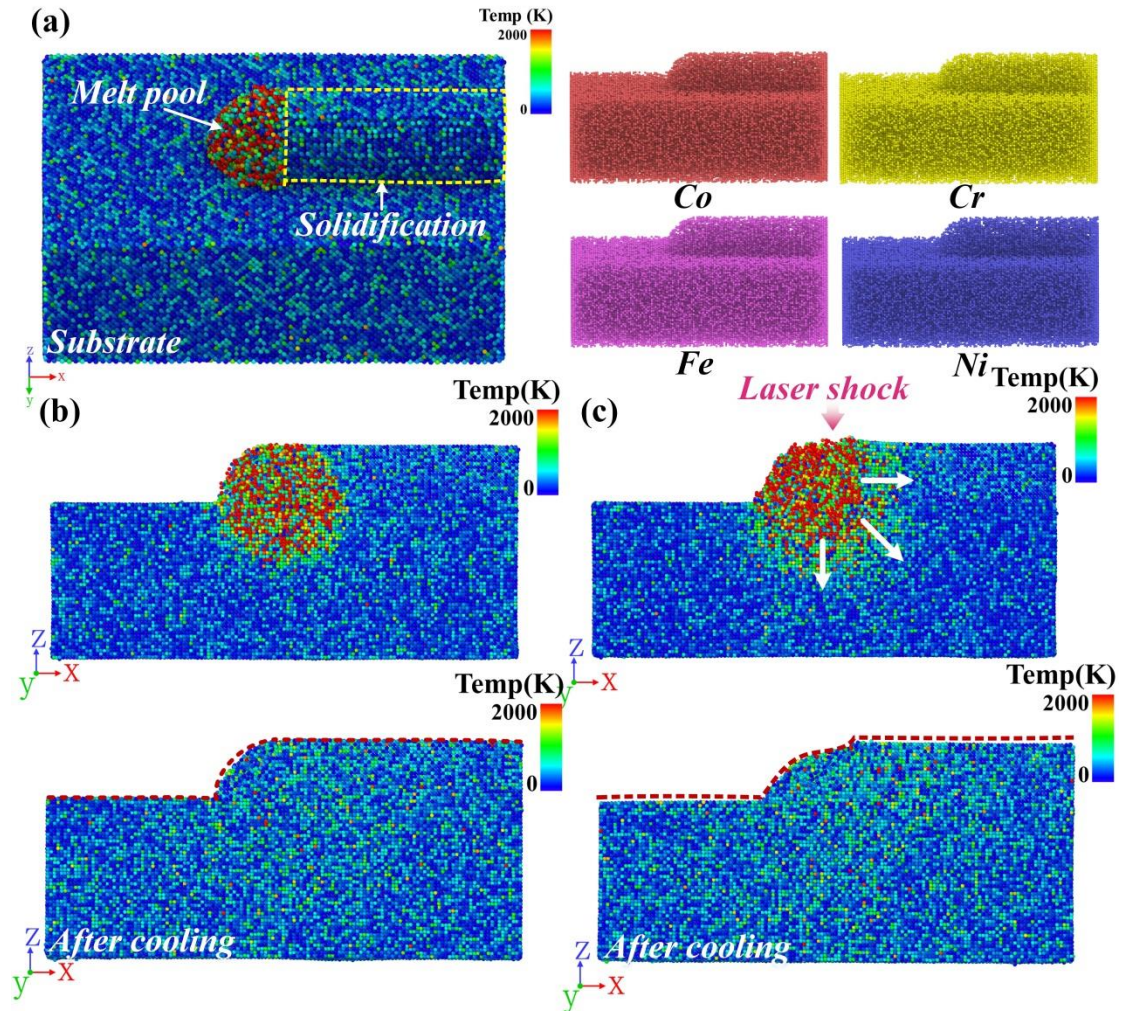 (a)
Temp (K)
2000
0
Melt pool
Solidification
Substrate
z
x
y
Co
Cr
Fe
Ni
(b)
Temp(K)
2000
0
Z
X
y
Laser shock
(c)
Temp(K)
2000
0
Z
X
y
Temp(K)
2000
0
After cooling
Z
X
y
Temp(K)
2000
0
After cooling
Z
X
y